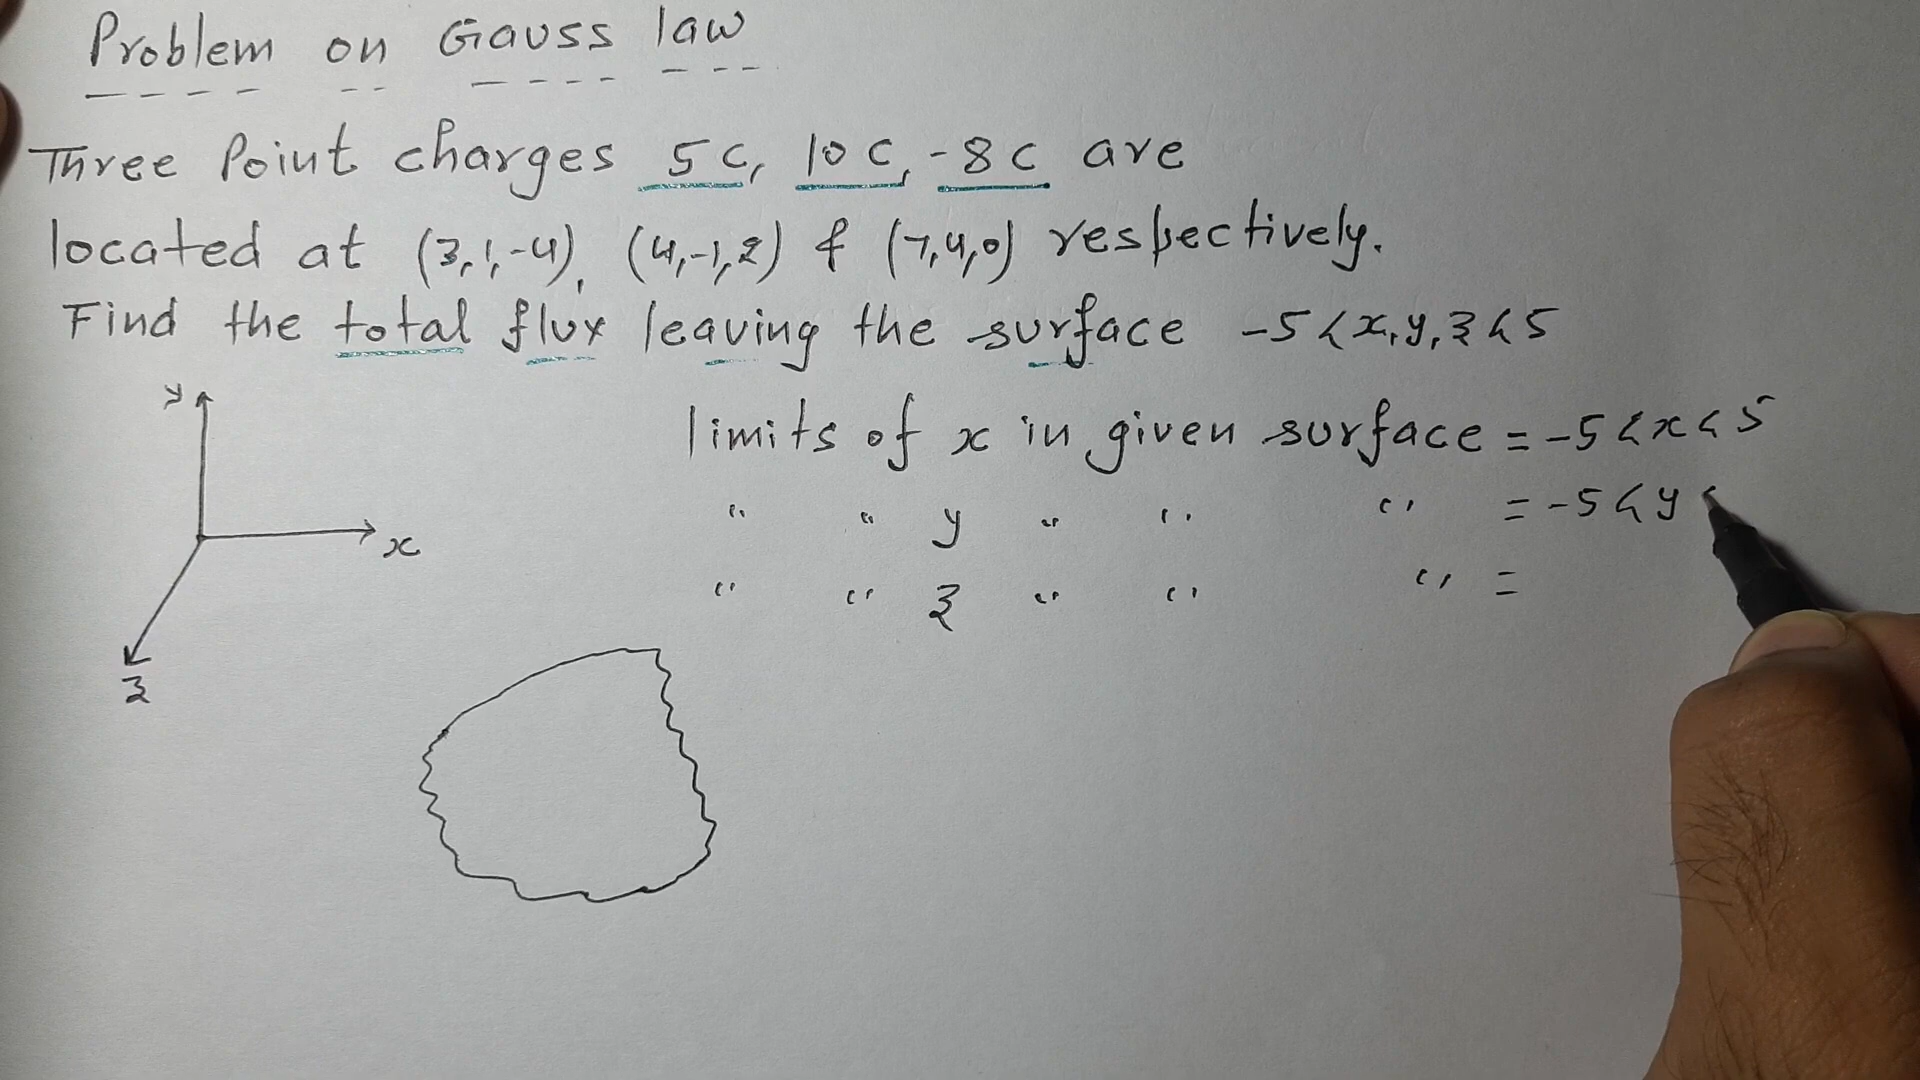 Problem on Gauss law
Three Point charges 5C, 10C, -8C are
located at (3,1,-4), (4,-1,2) & (7,4,0) respectively.
Find the total flux leaving the surface -5<x,y,z<5
y
x
z
limits of x in given surface = -5<x<5
" " y " " " = -5<y<
" " z " " " =